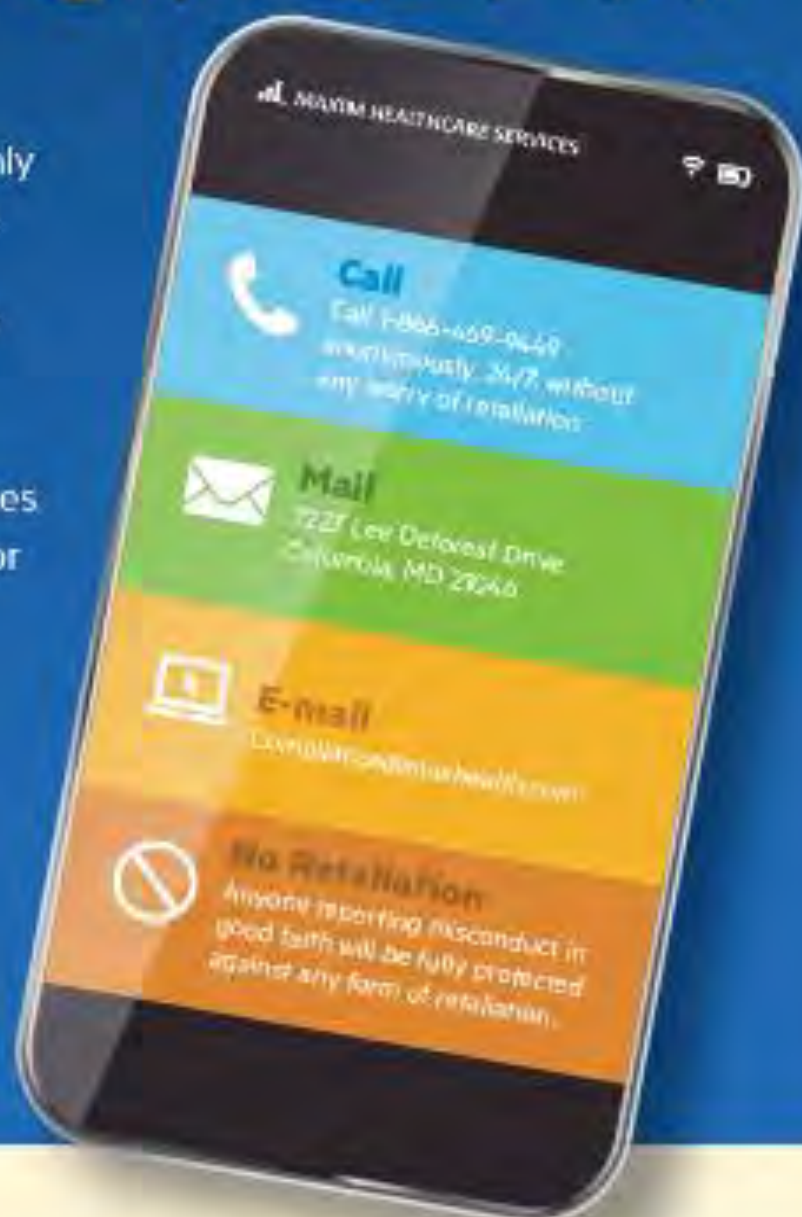 es
or
MAXIM HEALTHCARE SERVICES
Call
Call 1-866-469-9449
anonymously, 24/7, without
any worry of retaliation
Mail
7227 Lee Deforest Drive
Columbia, MD 21046
E-mail
No Retaliation
Anyone reporting misconduct in
good faith will be fully protected
against any form of retaliation.